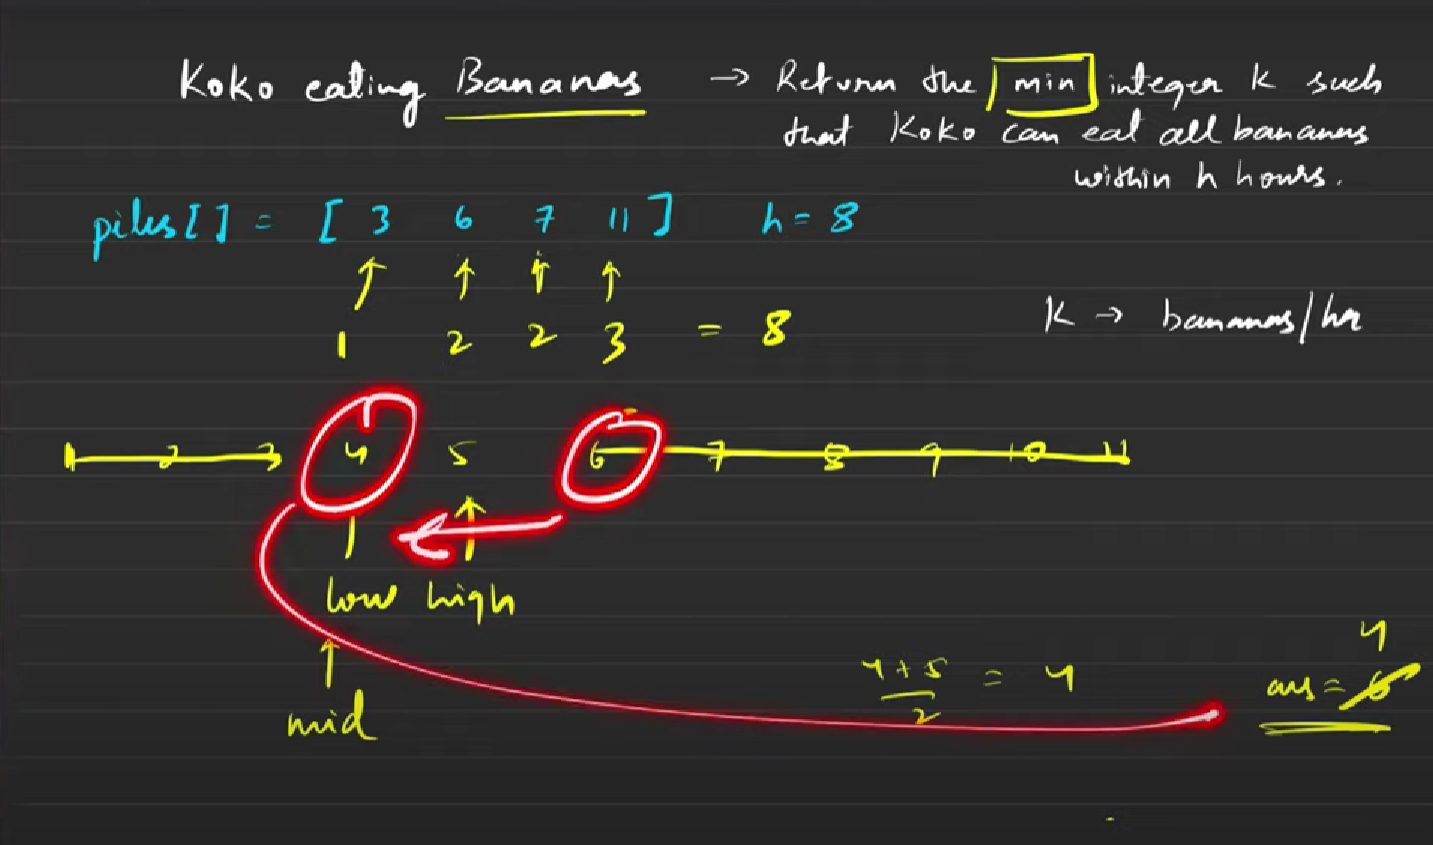 Koko eating Bananas → Return the min integer K such
that Koko can eat all bananas
within h hours.
piles[ ] = [ 3 6 7 11 ] h = 8
K → bananas/hr
1 2 2 3 = 8
1 2 3 4 5 6 7 8 9 10 11
low high
4
4+5/2 = 4
ans = 6
mid